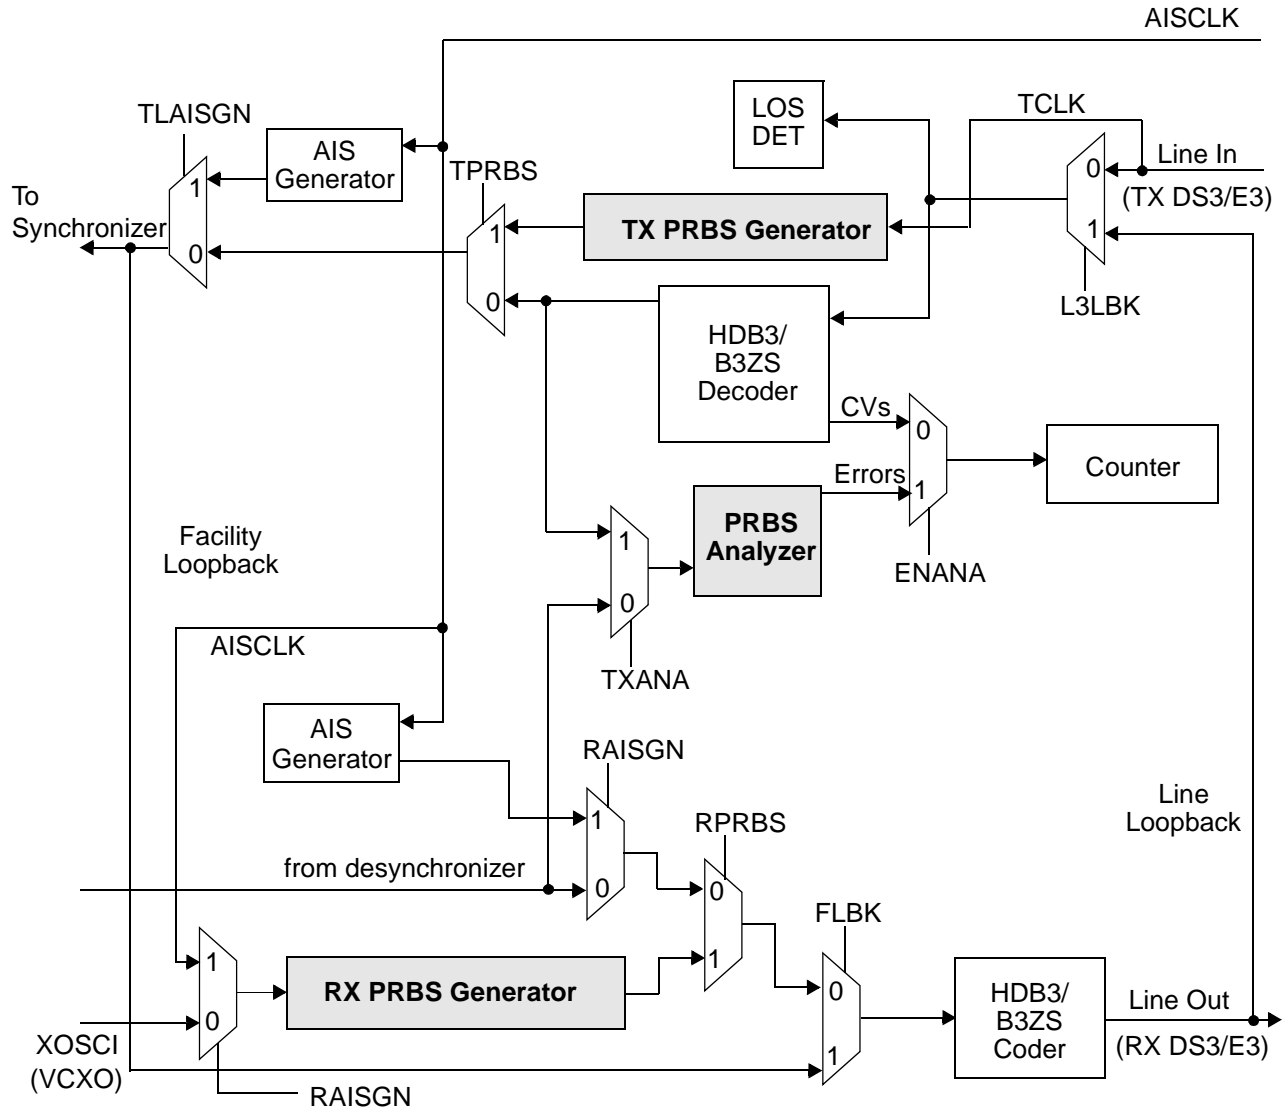 AISCLK
TLAISGN
AIS
Generator
LOS
DET
TCLK
Line In
(TX DS3/E3)
0
1
L3LBK
To
Synchronizer
1
0
TPRBS
1
0
TX PRBS Generator
HDB3/
B3ZS
Decoder
CVs
Errors
0
1
ENANA
Counter
PRBS
Analyzer
1
0
TXANA
Facility
Loopback
AISCLK
AIS
Generator
RAISGN
1
0
from desynchronizer
RPRBS
0
1
Line
Loopback
FLBK
0
1
1
0
RX PRBS Generator
HDB3/
B3ZS
Coder
Line Out
(RX DS3/E3)
XOSCI
(VCXO)
RAISGN